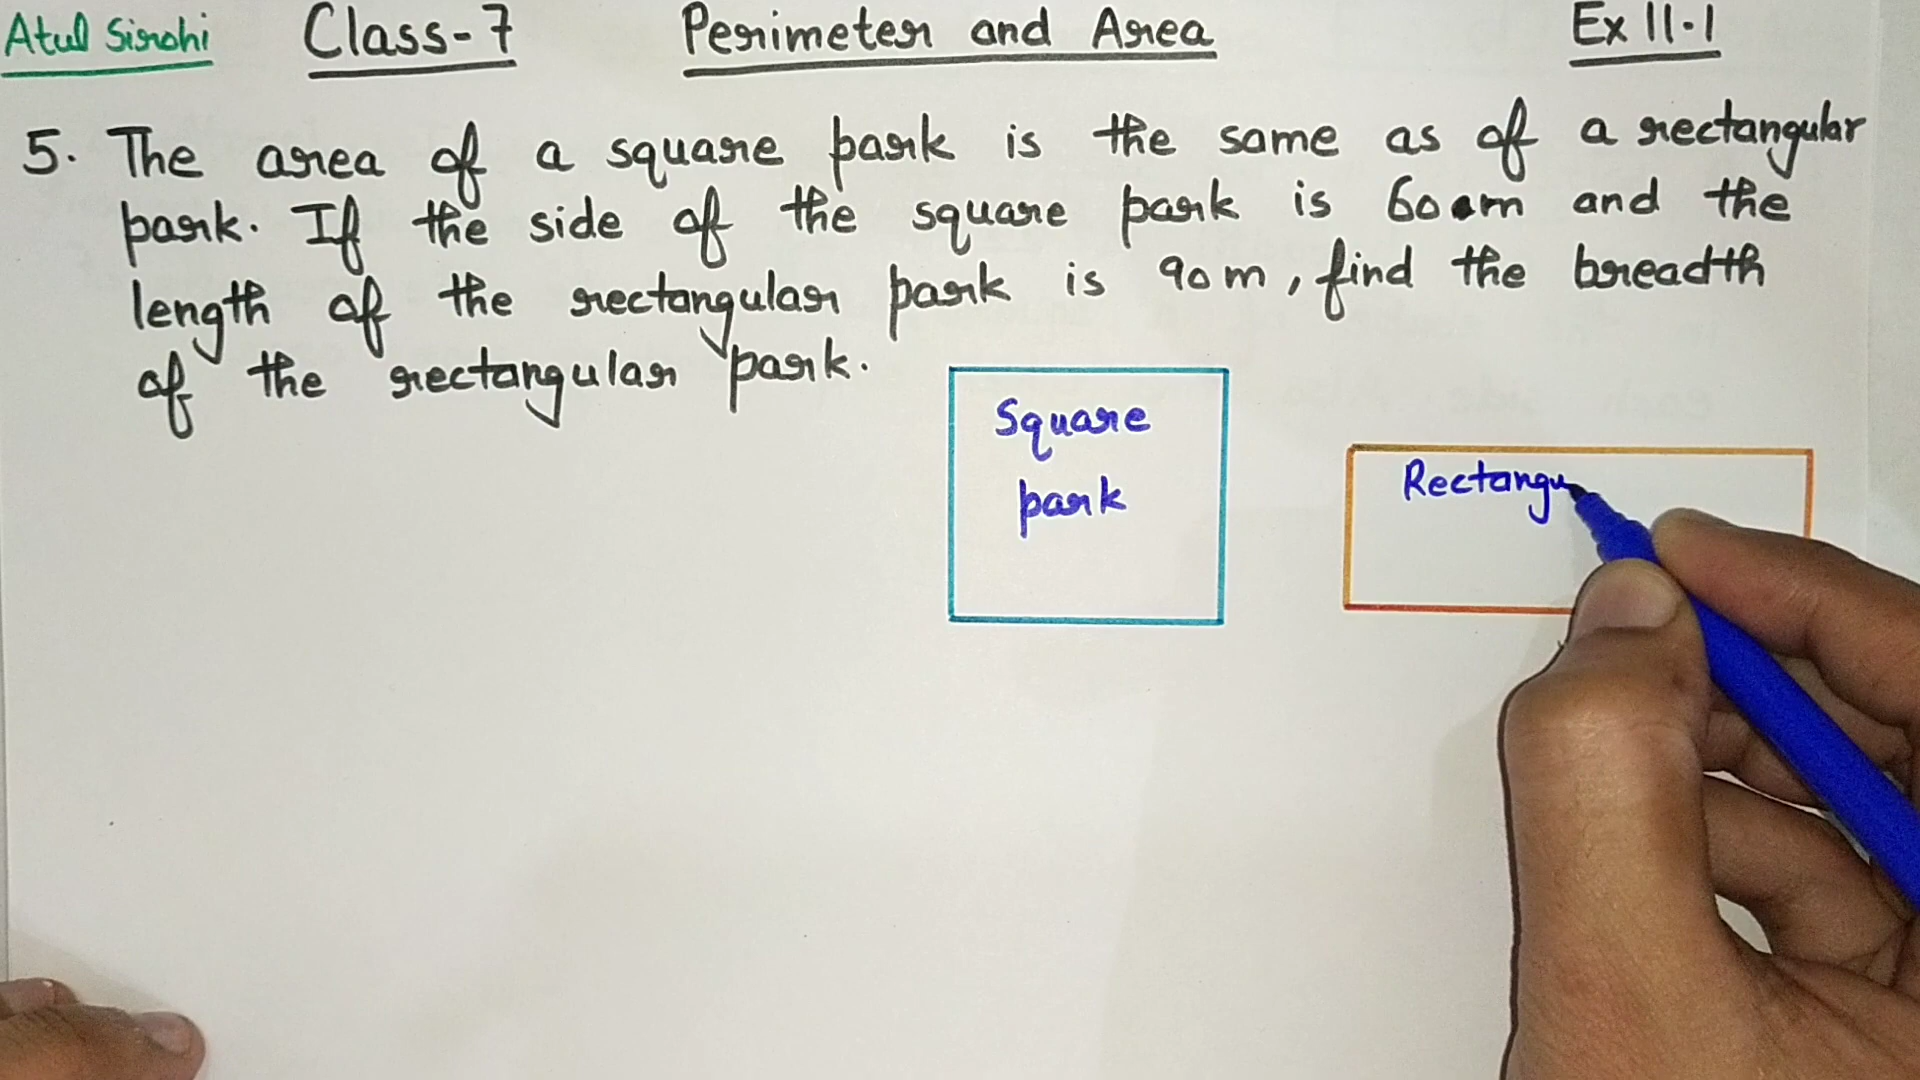 Atul Sirohi Class-7 Perimeter and Area Ex 11.1
5. The area of a square park is the same as of a rectangular
park. If the side of the square park is 60m and the
length of the rectangular park is 90m, find the breadth
of the rectangular park.
Square
park
Rectangu